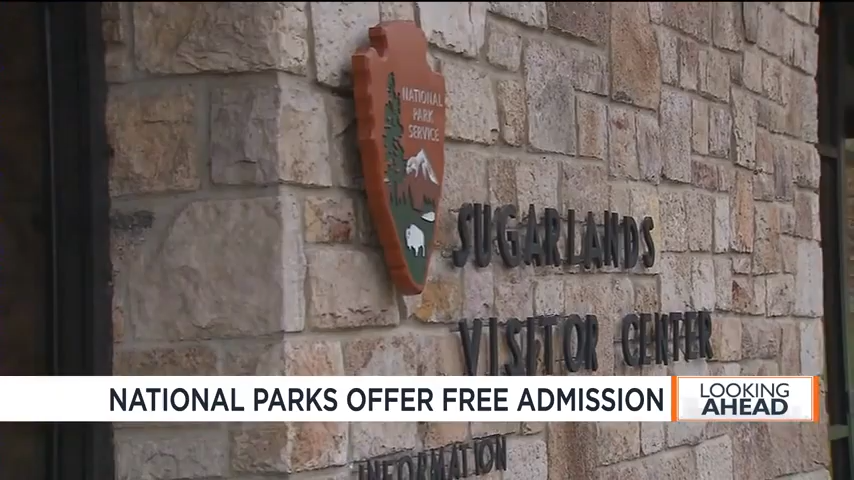 NATIONAL
PARK
SERVICE
SUGARLANDS
VISITOR CENTER
NATIONAL PARKS OFFER FREE ADMISSION
LOOKING
AHEAD
INFORMATION